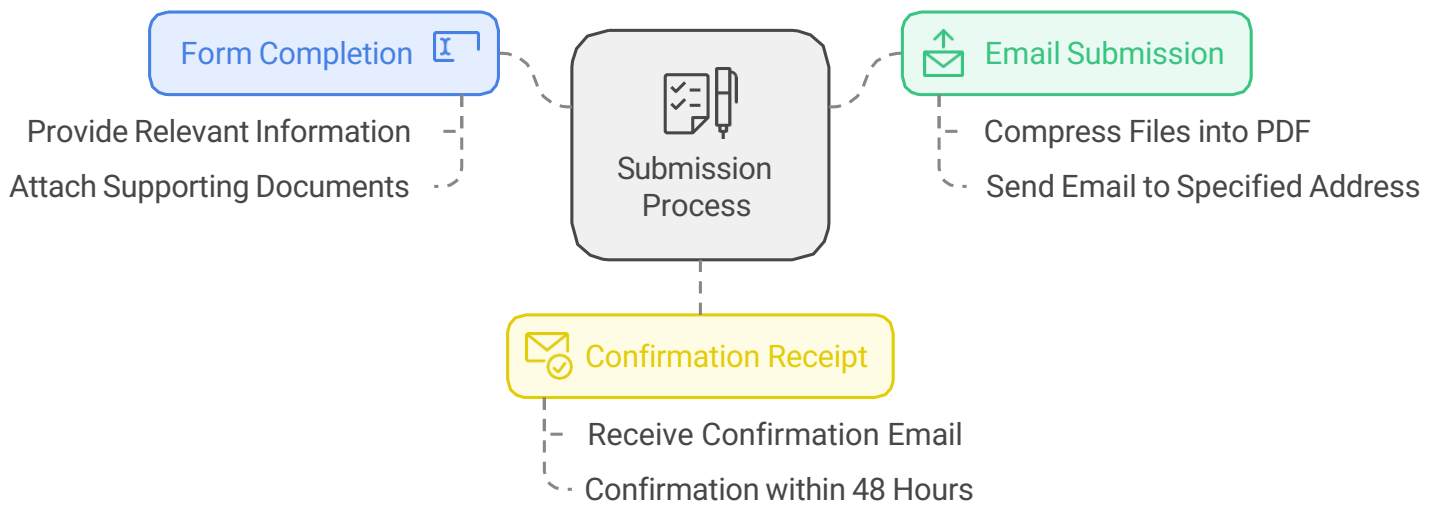 Form Completion
Provide Relevant Information
Attach Supporting Documents
Submission
Process
Email Submission
Compress Files into PDF
Send Email to Specified Address
Confirmation Receipt
Receive Confirmation Email
Confirmation within 48 Hours